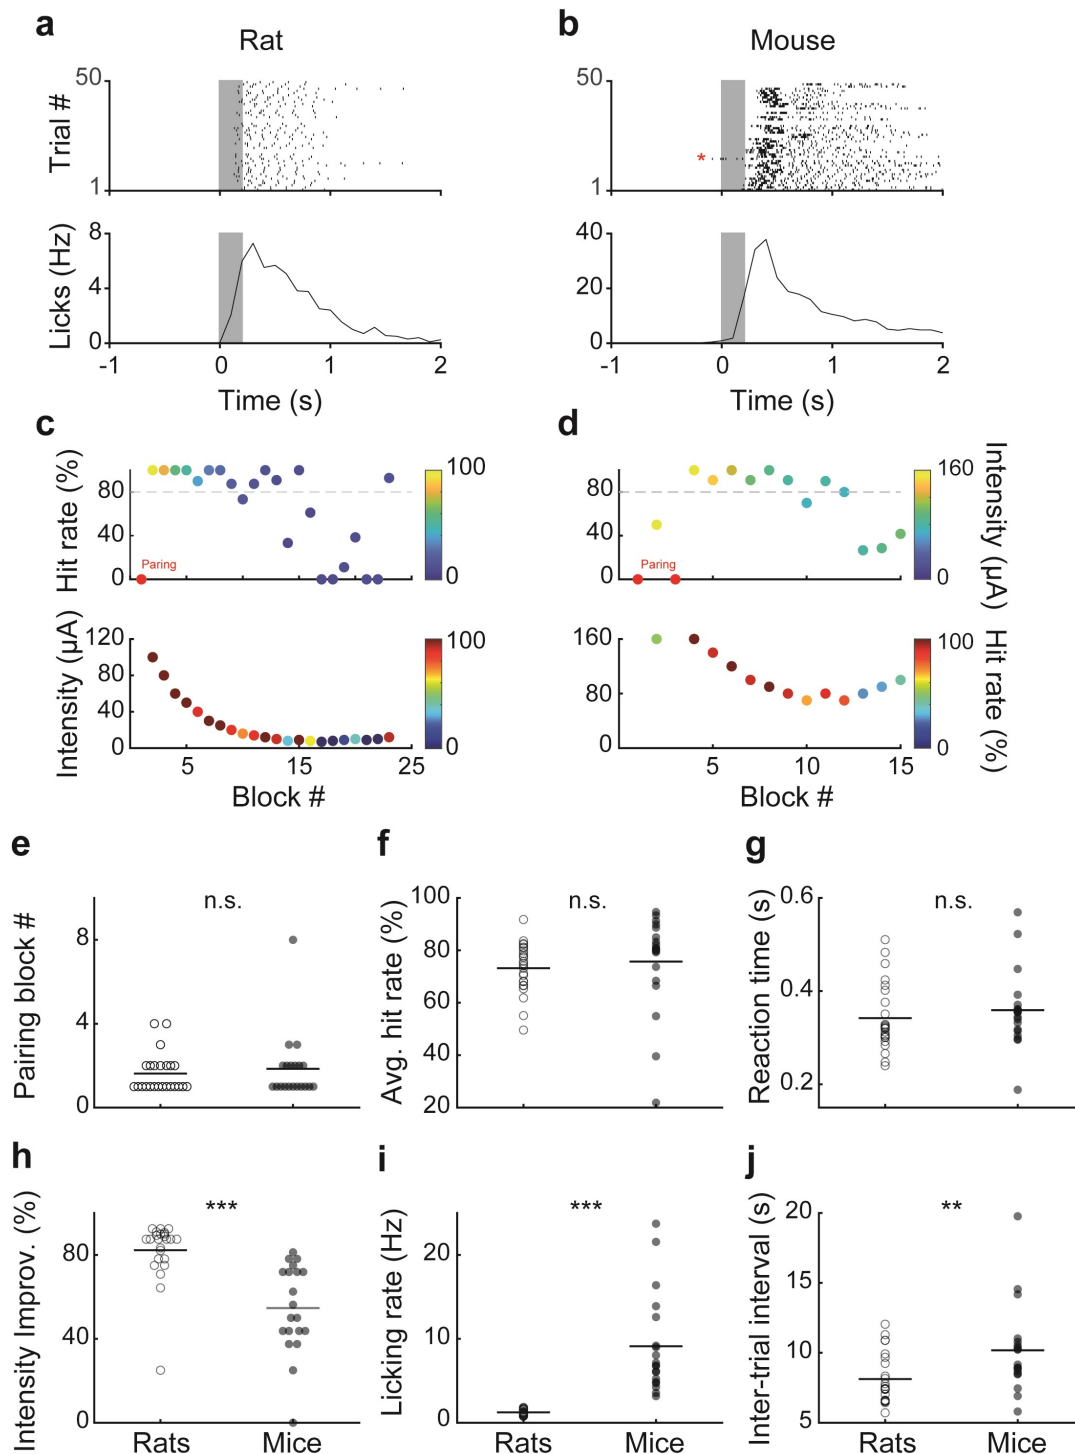 a
b
Rat
Mouse
Trial #
50
1
50
1
*
Licks (Hz)
8
4
0
40
20
0
-1 0 1 2
-1 0 1 2
Time (s)
Time (s)
c
d
Hit rate (%)
80
40
0
Paring
100
0
80
40
0
Paring
160
0
Intensity (µA)
Intensity (µA)
120
80
40
0
100
0
5 15 25
Block #
160
80
0
100
0
Hit rate (%)
5 10 15
Block #
e
f
g
Pairing block #
8
4
0
n.s.
Avg. hit rate (%)
100
80
60
40
20
n.s.
Reaction time (s)
0.6
0.4
0.2
n.s.
h
i
j
Intensity Improv. (%)
80
40
0
***
Rats Mice
Licking rate (Hz)
20
10
0
***
Rats Mice
Inter-trial interval (s)
20
15
10
5
**
Rats Mice